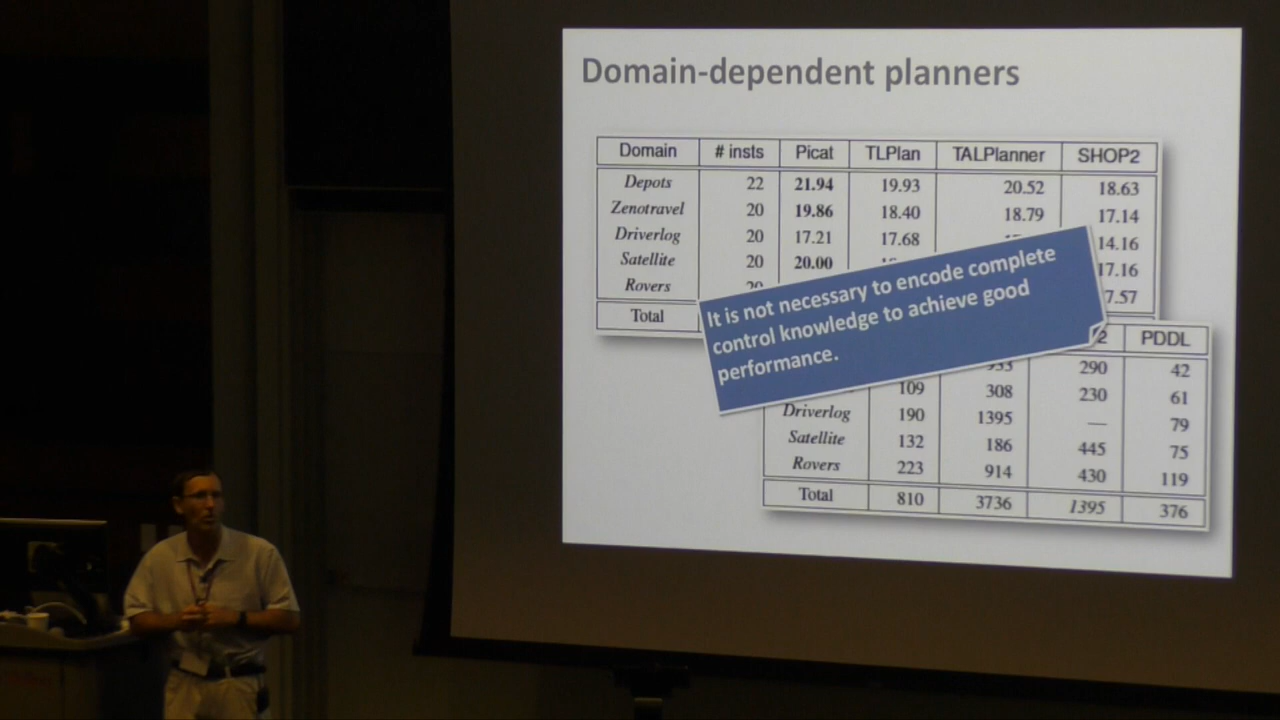 Domain-dependent planners
Domain # insts Picat TLPlan TALPlanner SHOP2
Depots 22 21.94 19.93 20.52 18.63
Zenotravel 20 19.86 18.40 18.79 17.14
Driverlog 20 17.21 17.68 14.16
Satellite 20 20.00 17.16
Rovers 7.57
Total
It is not necessary to encode complete
control knowledge to achieve good
performance.
2 PDDL
290 42
109 308 230 61
Driverlog 190 1395 — 79
Satellite 132 186 445 75
Rovers 223 914 430 119
Total 810 3736 1395 376